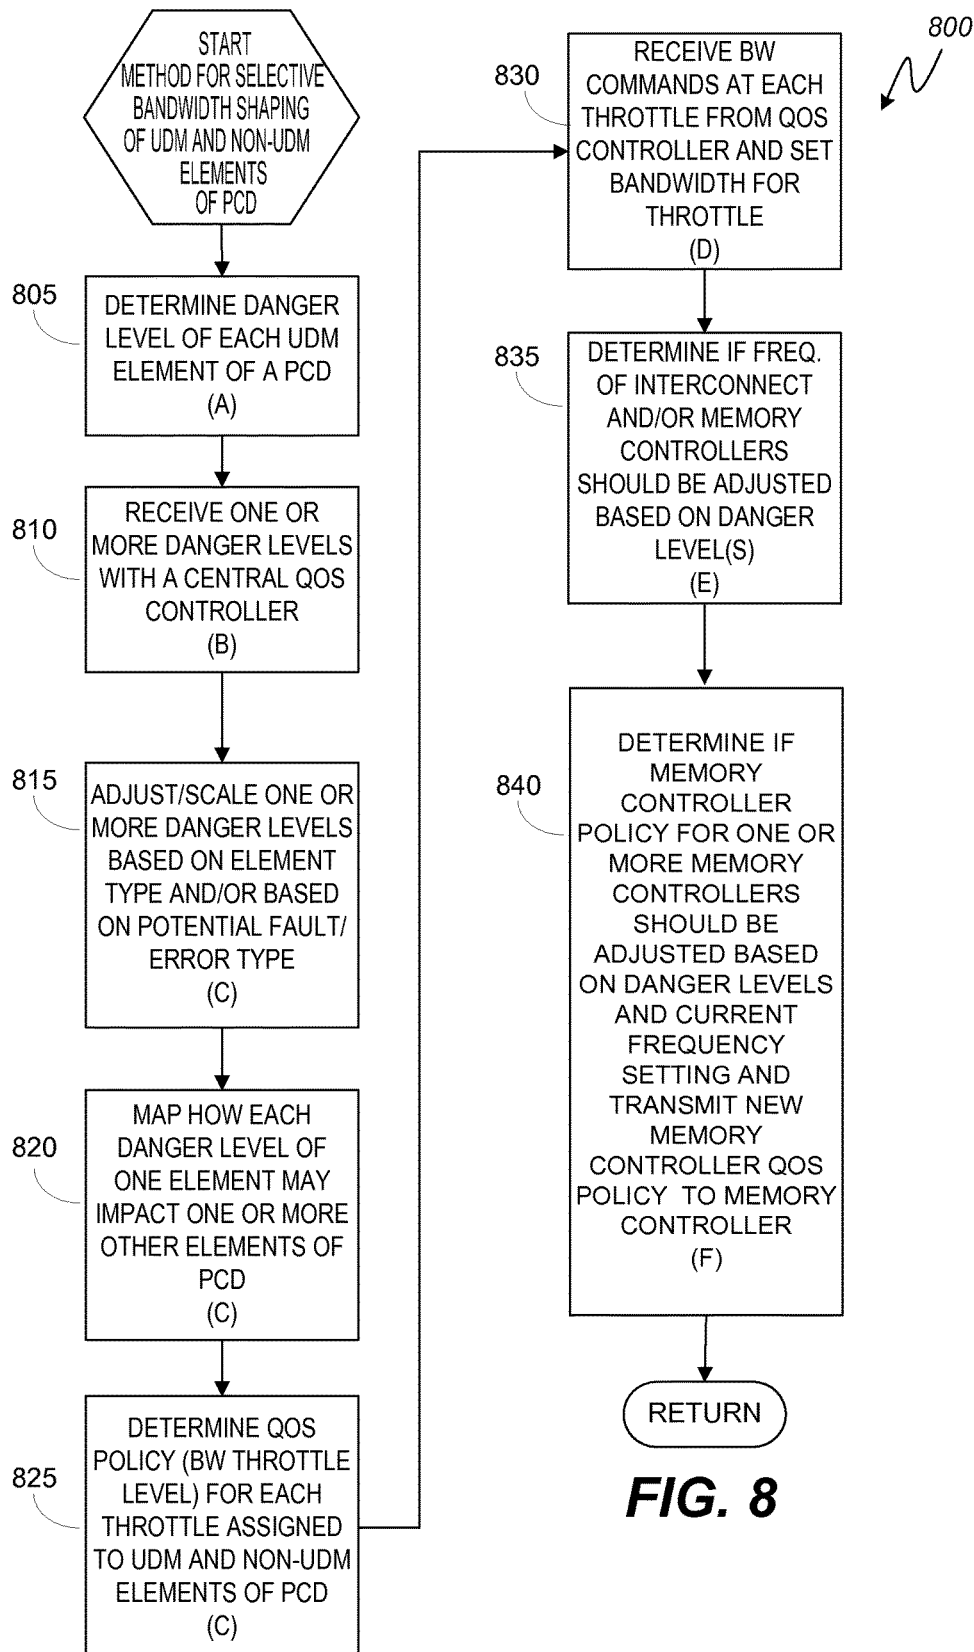 START
METHOD FOR SELECTIVE
BANDWIDTH SHAPING
OF UDM AND NON-UDM
ELEMENTS
OF PCD
805
DETERMINE DANGER
LEVEL OF EACH UDM
ELEMENT OF A PCD
(A)
810
RECEIVE ONE OR
MORE DANGER LEVELS
WITH A CENTRAL QOS
CONTROLLER
(B)
815
ADJUST/SCALE ONE OR
MORE DANGER LEVELS
BASED ON ELEMENT
TYPE AND/OR BASED
ON POTENTIAL FAULT/
ERROR TYPE
(C)
820
MAP HOW EACH
DANGER LEVEL OF
ONE ELEMENT MAY
IMPACT ONE OR MORE
OTHER ELEMENTS OF
PCD
(C)
825
DETERMINE QOS
POLICY (BW THROTTLE
LEVEL) FOR EACH
THROTTLE ASSIGNED
TO UDM AND NON-UDM
ELEMENTS OF PCD
(C)
800
830
RECEIVE BW
COMMANDS AT EACH
THROTTLE FROM QOS
CONTROLLER AND SET
BANDWIDTH FOR
THROTTLE
(D)
835
DETERMINE IF FREQ.
OF INTERCONNECT
AND/OR MEMORY
CONTROLLERS
SHOULD BE ADJUSTED
BASED ON DANGER
LEVEL(S)
(E)
840
DETERMINE IF
MEMORY
CONTROLLER
POLICY FOR ONE OR
MORE MEMORY
CONTROLLERS
SHOULD BE
ADJUSTED BASED
ON DANGER LEVELS
AND CURRENT
FREQUENCY
SETTING AND
TRANSMIT NEW
MEMORY
CONTROLLER QOS
POLICY TO MEMORY
CONTROLLER
(F)
RETURN
FIG. 8